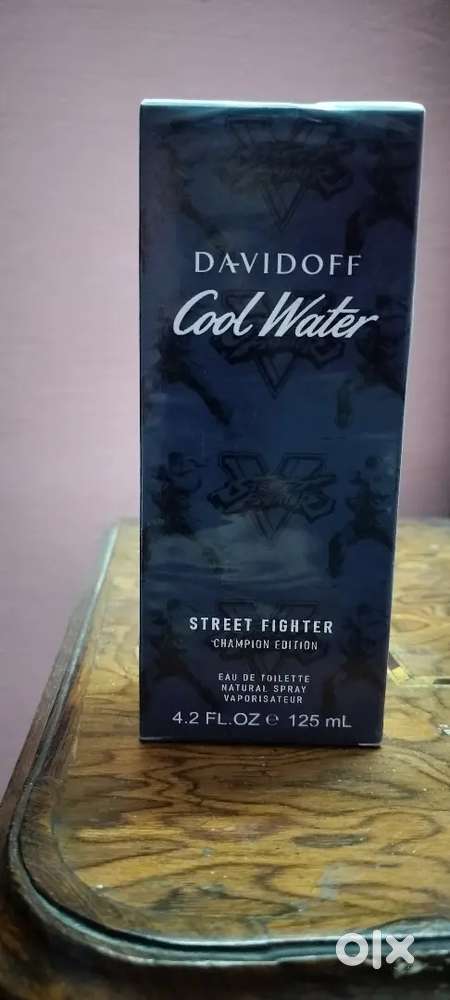 DAVIDOFF
Cool Water
STREET FIGHTER
CHAMPION EDITION
EAU DE TOILETTE
NATURAL SPRAY
VAPORISATEUR
4.2 FL.OZ ℮ 125 mL
olx